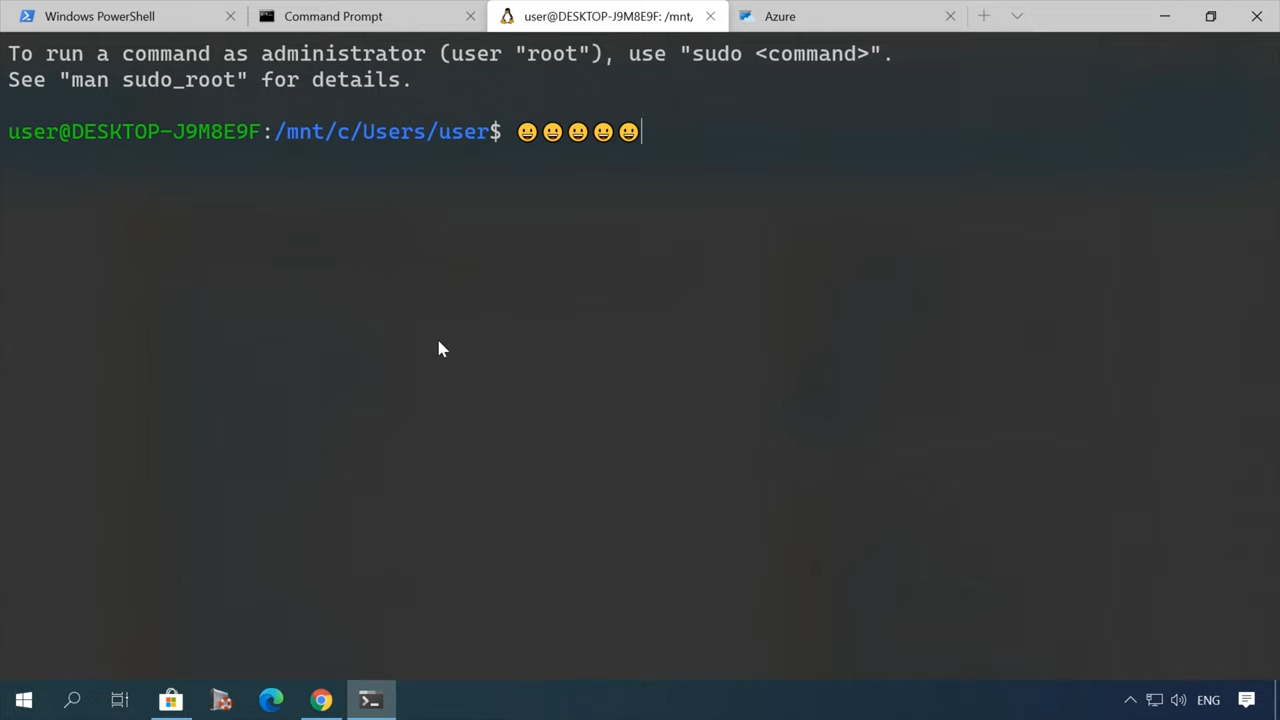 Windows PowerShell
Command Prompt
user@DESKTOP-J9M8E9F: /mnt/
Azure
To run a command as administrator (user "root"), use "sudo <command>".
See "man sudo_root" for details.
user@DESKTOP-J9M8E9F:/mnt/c/Users/user$ 😀😀😀😀😀
ENG